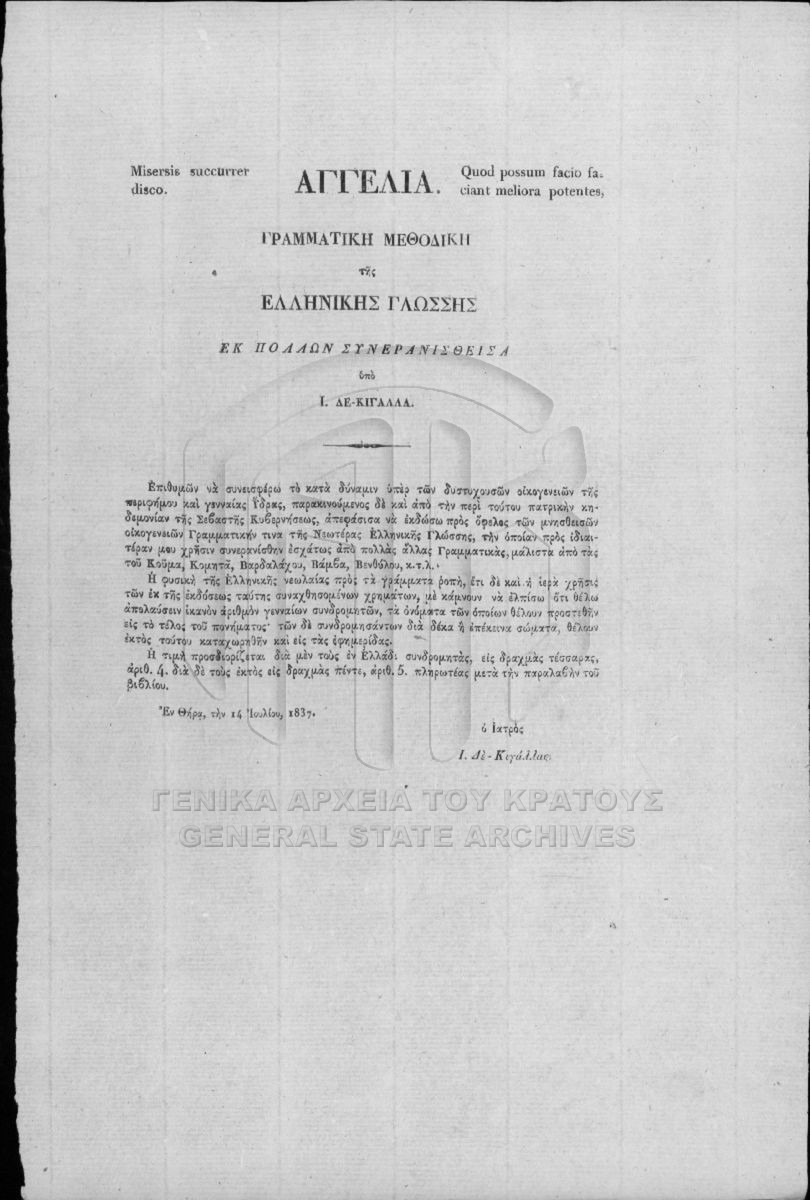 Misersis succurrer
disco.
ΑΓΓΕΛΙΑ.
Quod possum facio fa-
ciant meliora potentes,
ΓΡΑΜΜΑΤΙΚΗ ΜΕΘΟΔΙΚΗ
τῆς
ΕΛΛΗΝΙΚΗΣ ΓΛΩΣΣΗΣ
ΕΚ ΠΟΛΛΩΝ ΣΥΝΕΡΑΝΙΣΘΕΙΣΑ
ὑπὸ
Ι. ΔΕ-ΚΙΓΑΛΛΑ.
Ἐπιθυμῶν νὰ συνεισφέρω τὸ κατὰ δύναμιν ὑπὲρ τῶν δυστυχουσῶν οἰκογενειῶν τῆς
περιφήμου καὶ γενναίας Ὕδρας, παρακινούμενος δὲ καὶ ἀπὸ τὴν περὶ τούτου πατρικὴν κη-
δεμονίαν τῆς Σεβαστῆς Κυβερνήσεως, ἀπεφάσισα νὰ ἐκδώσω πρὸς ὄφελος τῶν μνησθεισῶν
οἰκογενειῶν Γραμματικήν τινα τῆς Νεωτέρας Ἑλληνικῆς Γλώσσης, τὴν ὁποίαν πρὸς ἰδιαι-
τέραν μου χρῆσιν συνερανίσθην ἐσχάτως ἀπὸ πολλὰς ἄλλας Γραμματικὰς, μάλιστα ἀπὸ τὰς
τοῦ Κούμα, Κομητᾶ, Βαρδαλάχου, Βάμβα, Βενθύλου, κ.τ.λ.
Ἡ φυσικὴ τῆς Ἑλληνικῆς νεωλαίας πρὸς τὰ γράμματα ῥοπὴ, ἔτι δὲ καὶ ἡ ἱερὰ χρῆσις
τῶν ἐκ τῆς ἐκδόσεως ταύτης συναχθησομένων χρημάτων, μὲ κάμνουν νὰ ἐλπίσω ὅτι θέλω
ἀπολαύσειν ἱκανὸν ἀριθμὸν γενναίων συνδρομητῶν, τὰ ὀνόματα τῶν ὁποίων θέλουν προστεθῆν
εἰς τὸ τέλος τοῦ πονήματος· τῶν δὲ συνδρομησάντων διὰ δέκα ἢ ἐπέκεινα σώματα, θέλουν
ἐκτὸς τούτου καταχωρηθῆν καὶ εἰς τὰς ἐφημερίδας.
Ἡ τιμὴ προσδιορίζεται διὰ μὲν τοὺς ἐν Ἑλλάδι συνδρομητὰς, εἰς δραχμὰς τέσσαρας,
ἀριθ. 4. διὰ δὲ τοὺς ἐκτὸς εἰς δραχμὰς πέντε, ἀριθ. 5. πληρωτέας μετὰ τὴν παραλαβὴν τοῦ
βιβλίου.
Ἐν Θήρᾳ, τὴν 14 Ἰουλίου, 1837.
ὁ Ἰατρὸς
Ι. Δὲ-Κιγάλλας.
ΓΕΝΙΚΑ ΑΡΧΕΙΑ ΤΟΥ ΚΡΑΤΟΥΣ
GENERAL STATE ARCHIVES